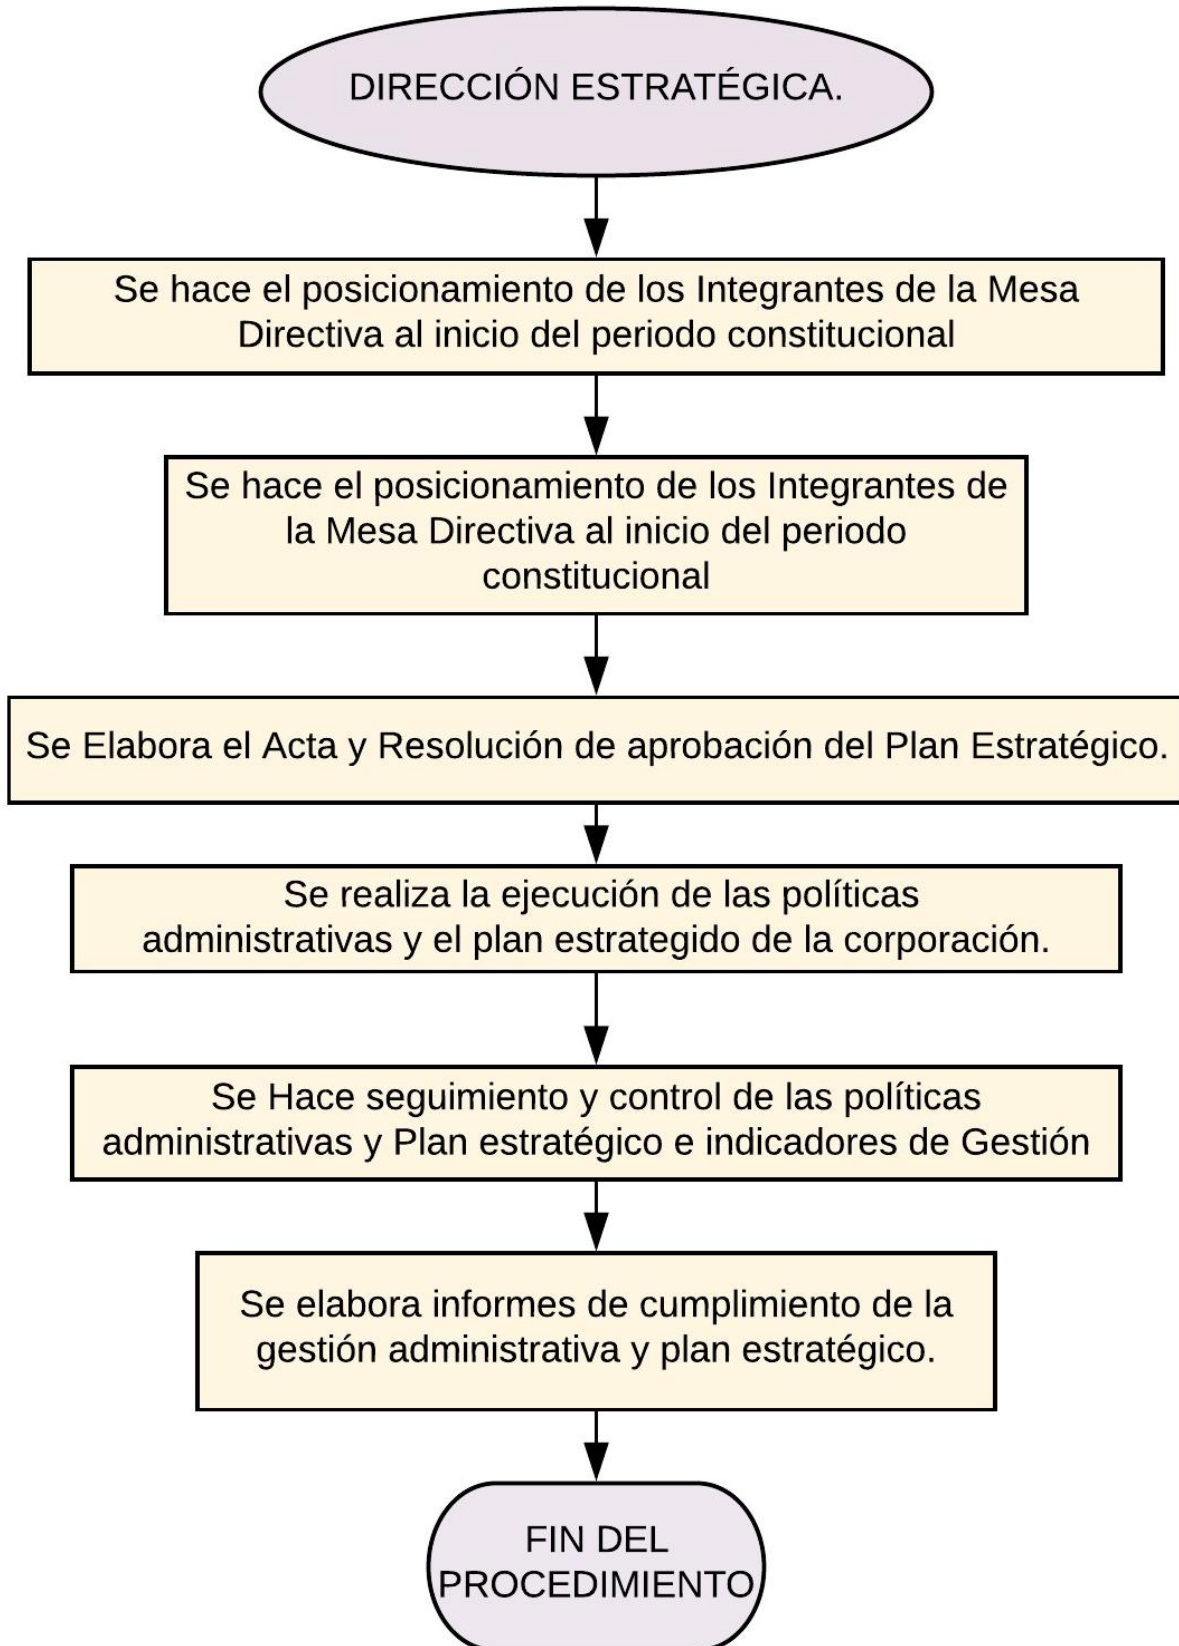 DIRECCIÓN ESTRATÉGICA.
Se hace el posicionamiento de los Integrantes de la Mesa
Directiva al inicio del periodo constitucional
Se hace el posicionamiento de los Integrantes de
la Mesa Directiva al inicio del periodo
constitucional
Se Elabora el Acta y Resolución de aprobación del Plan Estratégico.
Se realiza la ejecución de las políticas
administrativas y el plan estrategido de la corporación.
Se Hace seguimiento y control de las políticas
administrativas y Plan estratégico e indicadores de Gestión
Se elabora informes de cumplimiento de la
gestión administrativa y plan estratégico.
FIN DEL
PROCEDIMIENTO